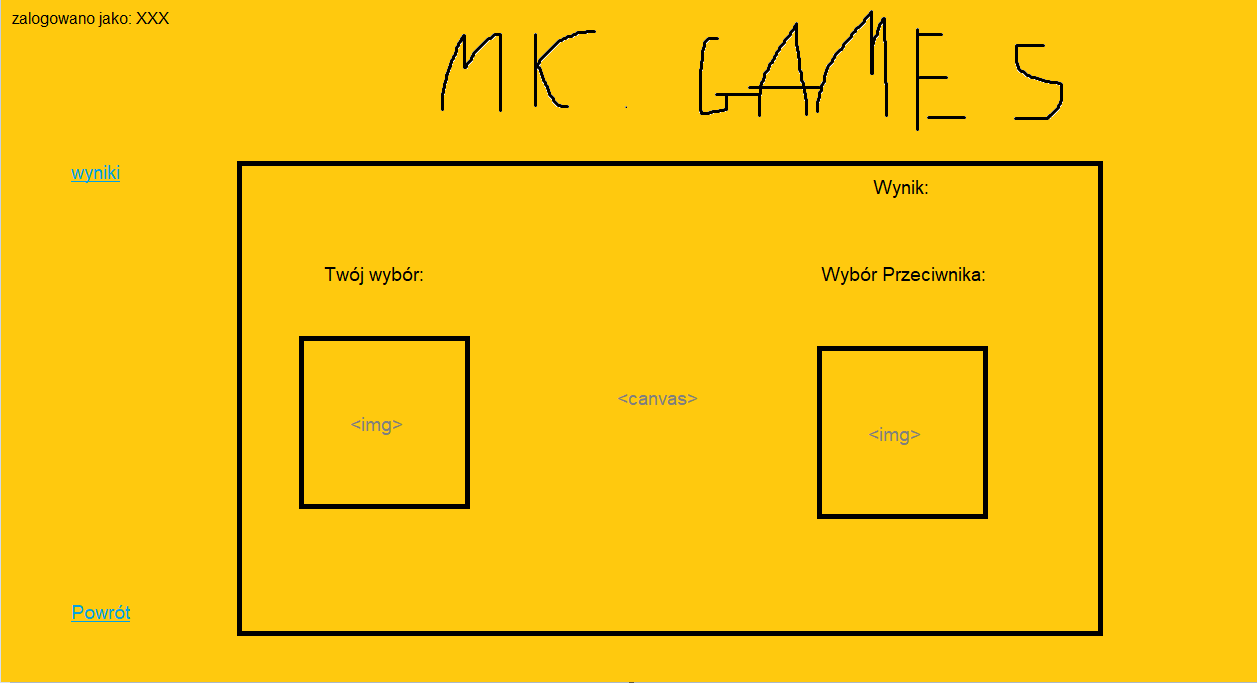 zalogowano jako: XXX
MK. GAMES
wyniki
Wynik:
Twój wybór:
Wybór Przeciwnika:
<canvas>
<img>
<img>
Powrót